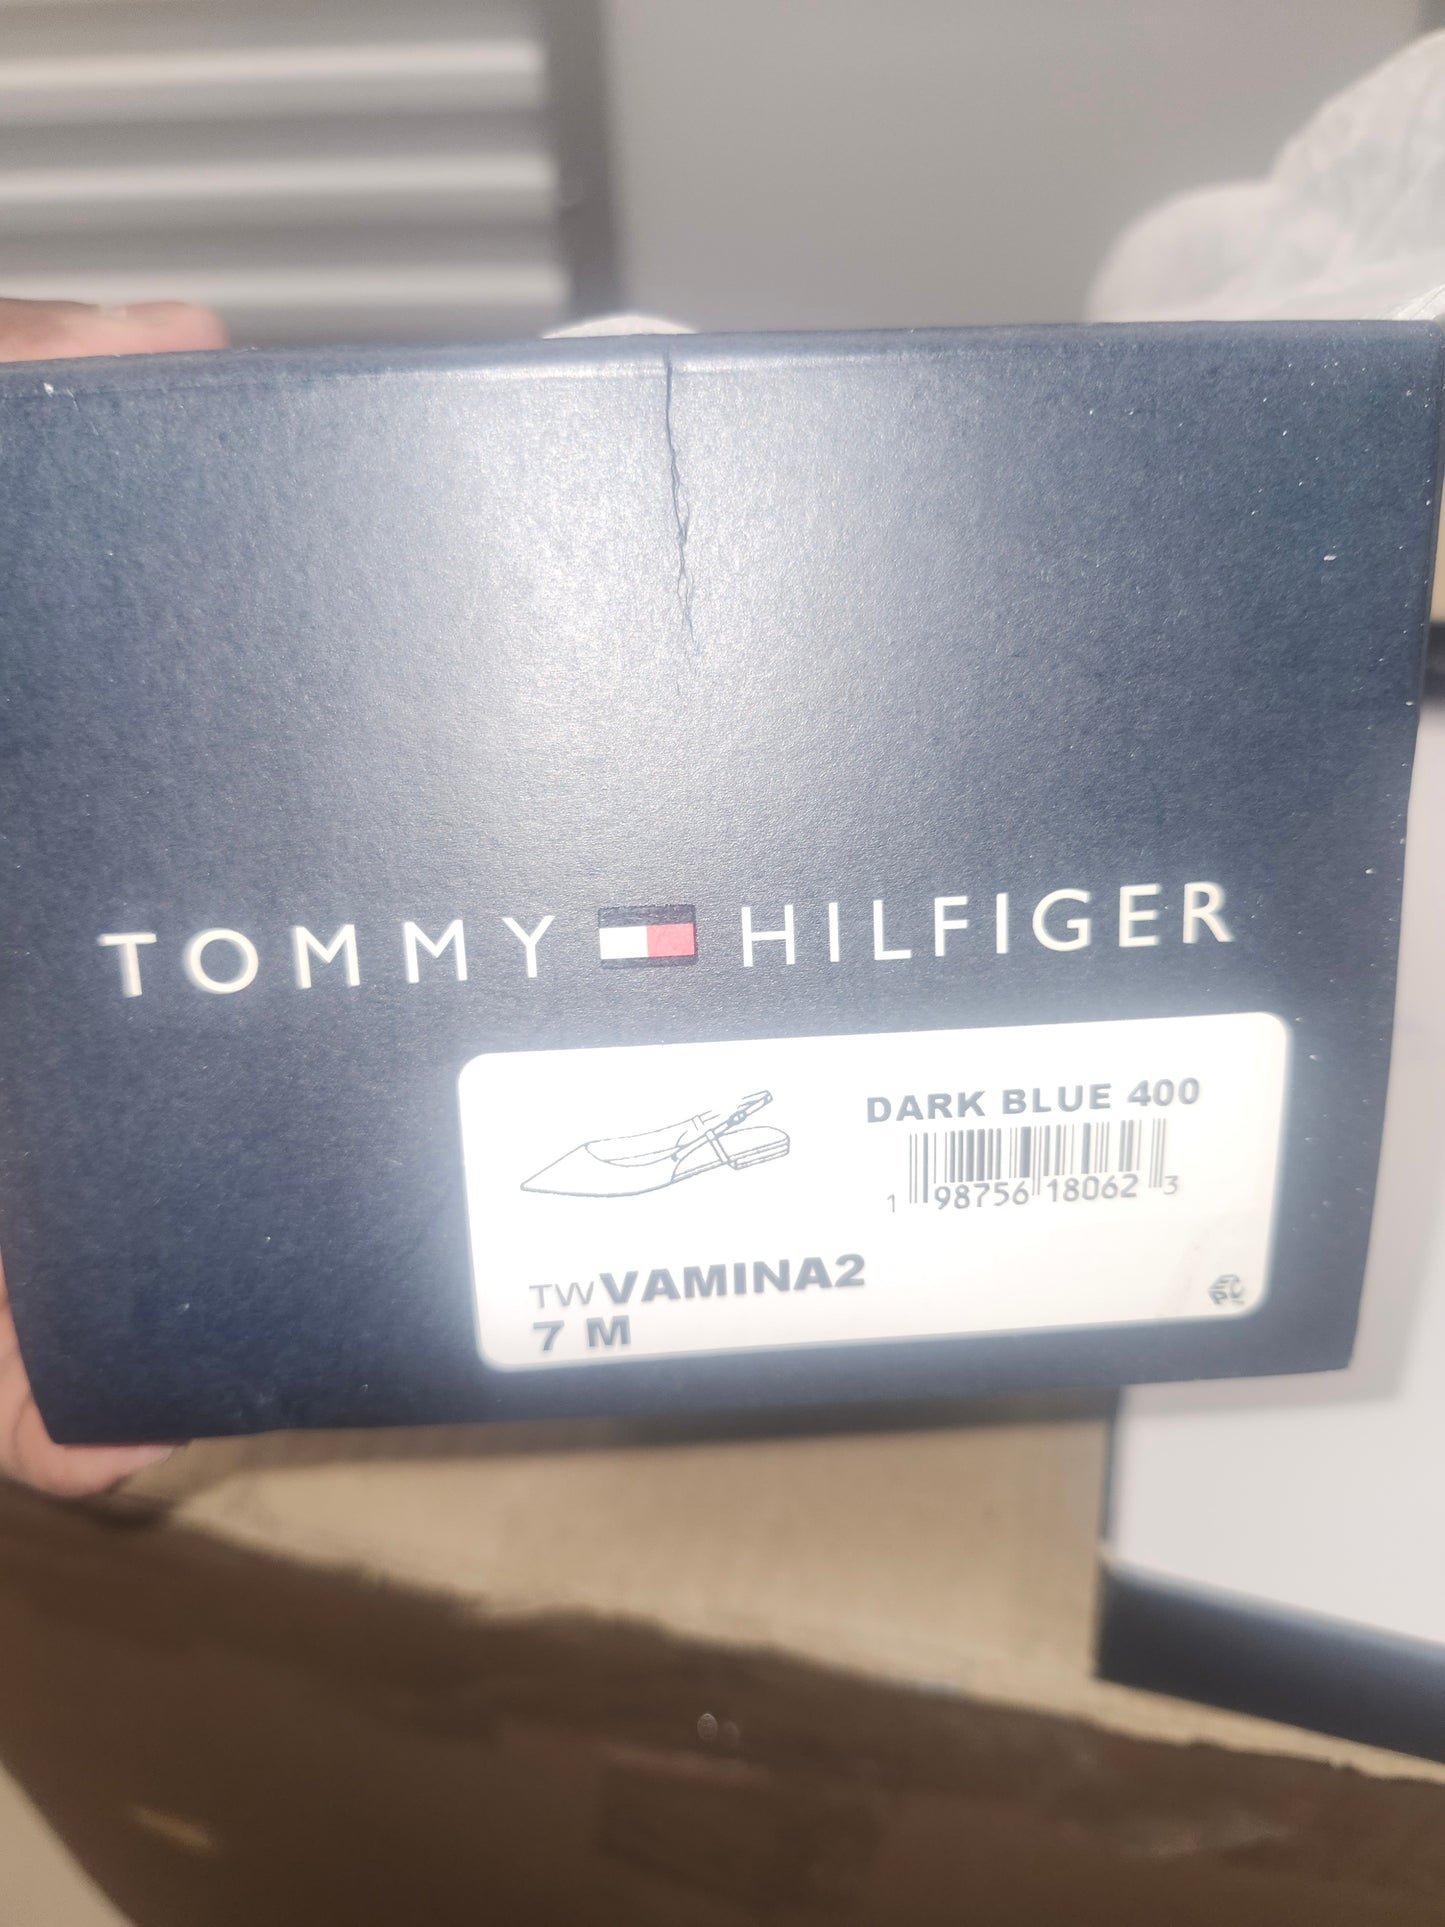 TOMMY HILFIGER
DARK BLUE 400
1 98756 18062 3
TWVAMINA2
7 M